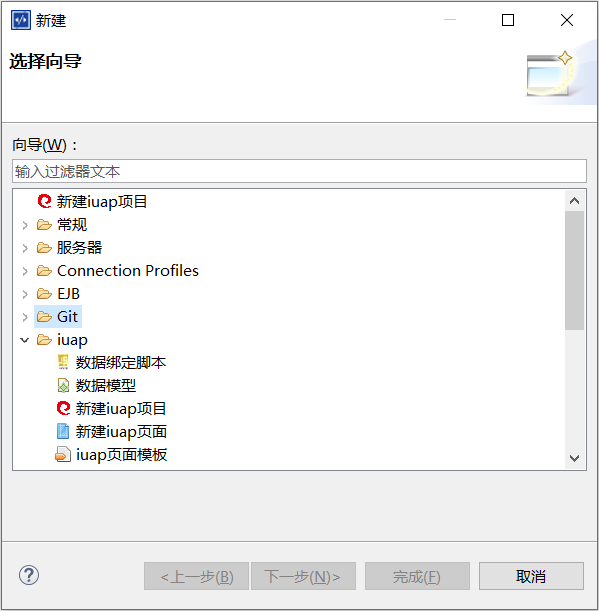 新建
选择向导
向导(W)：
输入过滤器文本
新建iuap项目
常规
服务器
Connection Profiles
EJB
Git
iuap
数据绑定脚本
数据模型
新建iuap项目
新建iuap页面
iuap页面模板
<上一步(B) 下一步(N)> 完成(F) 取消